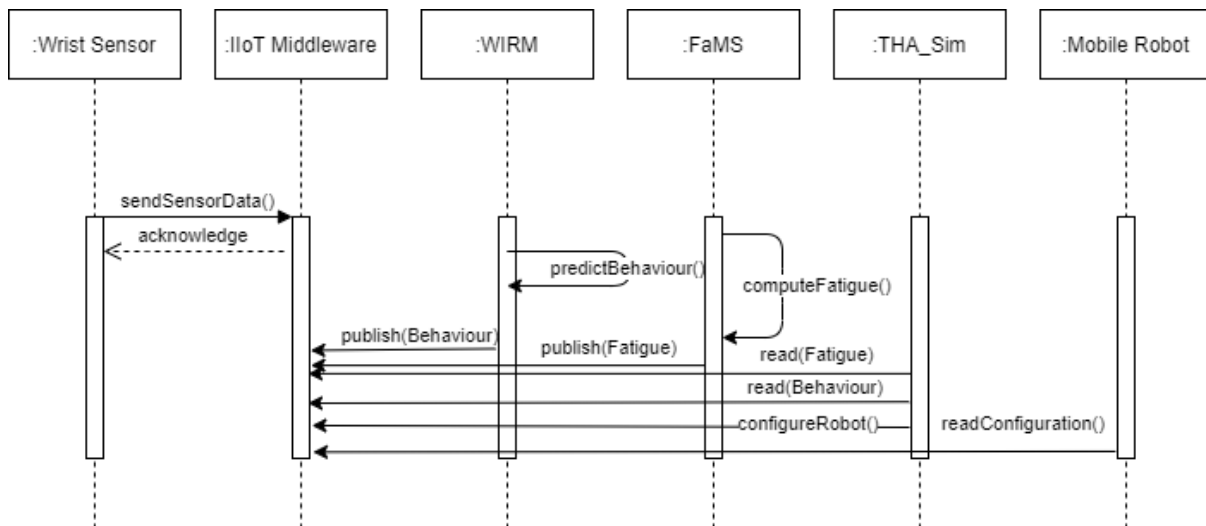 :Wrist Sensor
:IIoT Middleware
:WIRM
:FaMS
:THA_Sim
:Mobile Robot
sendSensorData()
acknowledge
predictBehaviour()
computeFatigue()
publish(Behaviour)
publish(Fatigue)
read(Fatigue)
read(Behaviour)
configureRobot()
readConfiguration()